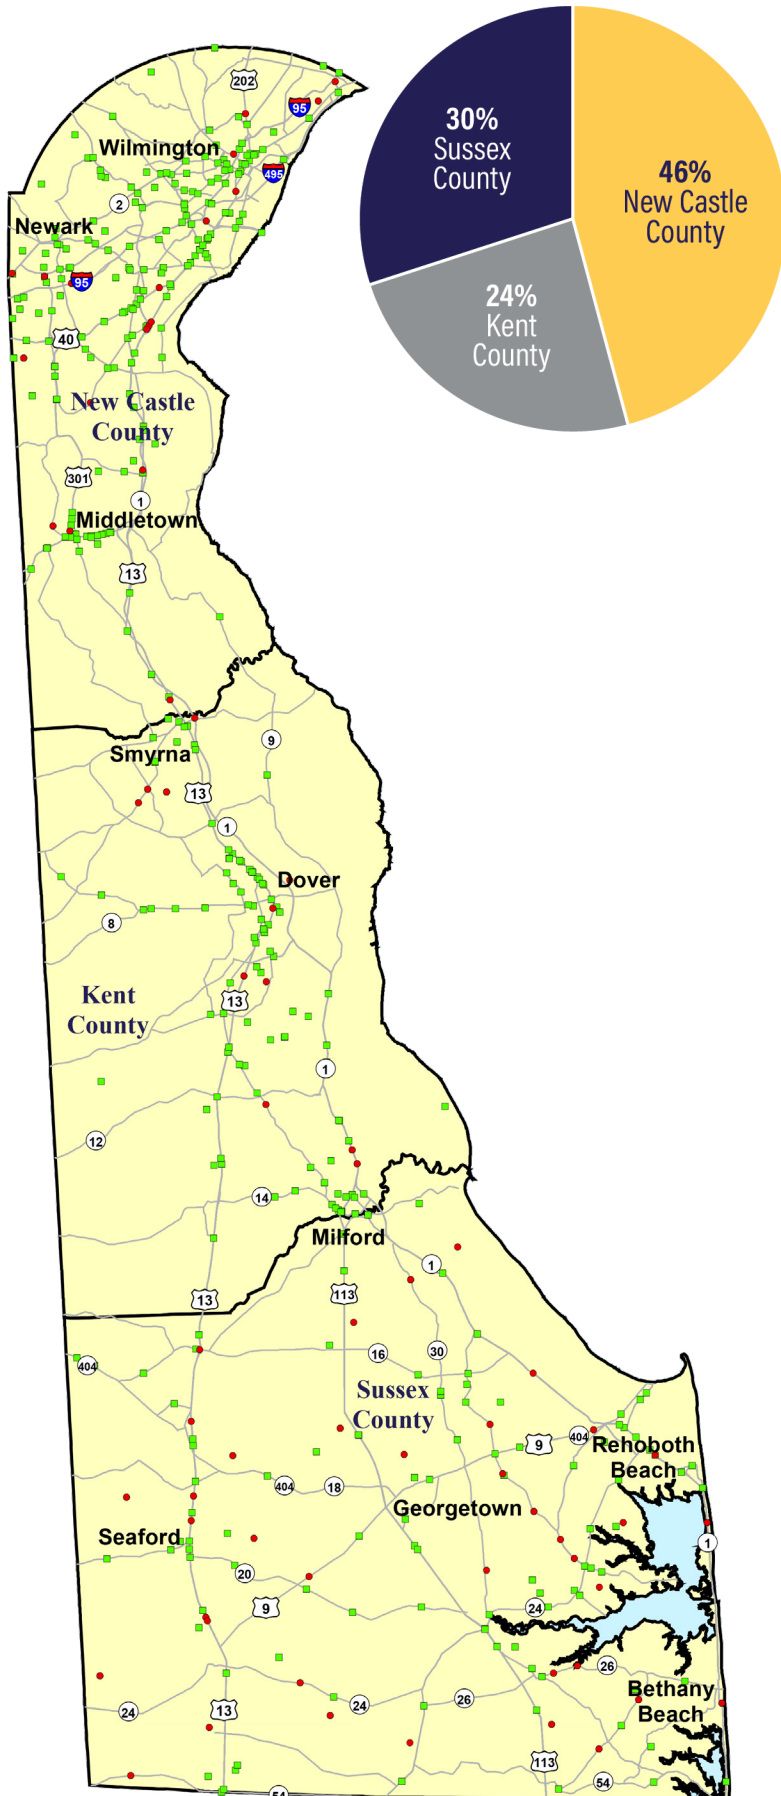 202
95
30%
Sussex
County
46%
New Castle
County
Wilmington
495
2
Newark
95
24%
Kent
County
40
New Castle
County
301
1
Middletown
13
9
Smyrna
13
1
Dover
8
Kent
County
13
1
12
14
Milford
1
113
13
16
30
404
Sussex
County
404
9
Rehoboth
Beach
404
18
Georgetown
Seaford
1
20
9
24
26
Bethany
Beach
24
13
24
26
113
54
54